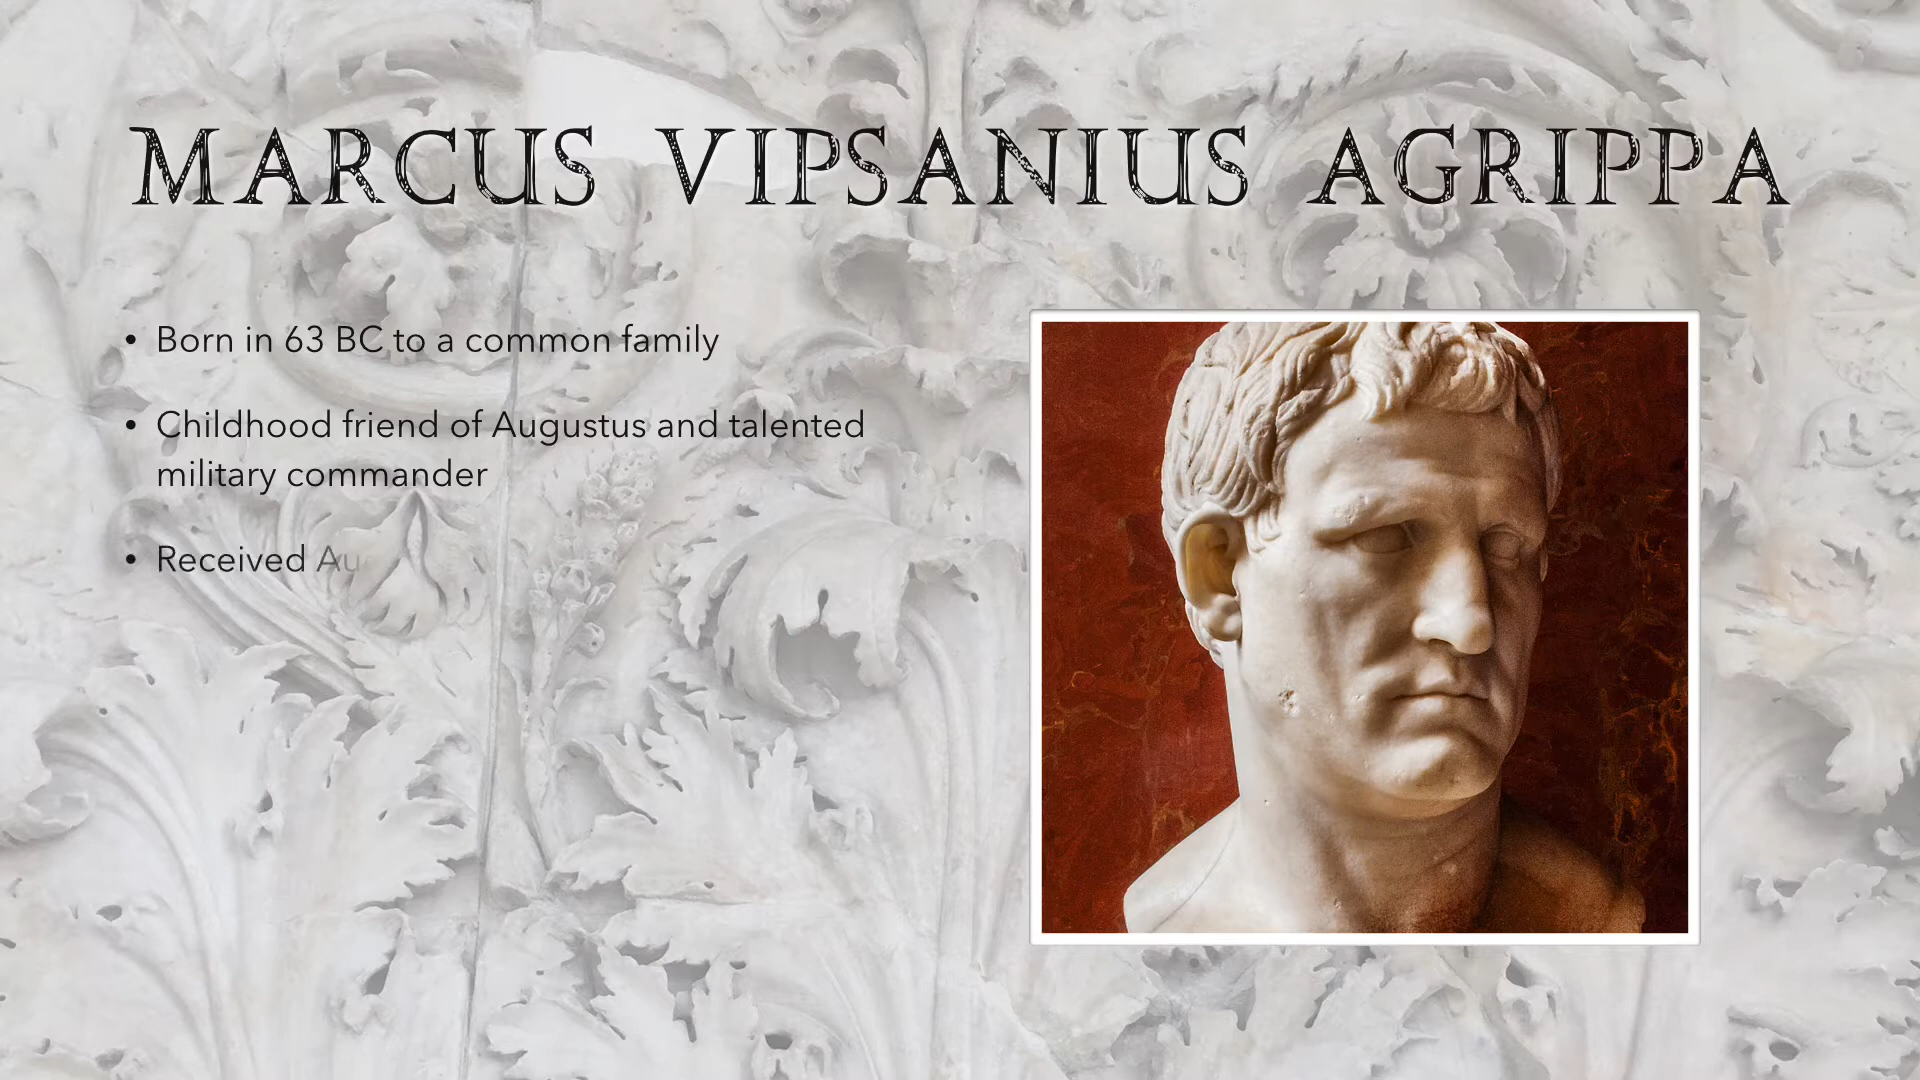 MARCUS VIPSANIUS AGRIPPA
• Born in 63 BC to a common family
• Childhood friend of Augustus and talented
military commander
• Received